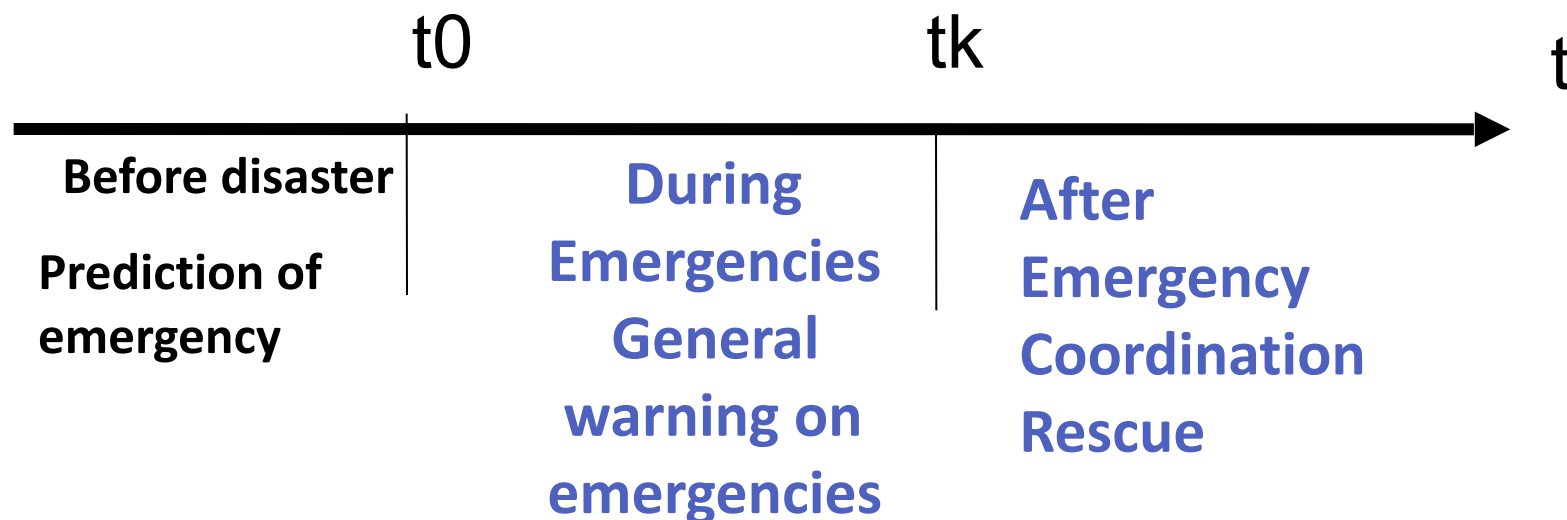 t0
tk
t
Before disaster
Prediction of
emergency
During
Emergencies
General
warning on
emergencies
After
Emergency
Coordination
Rescue